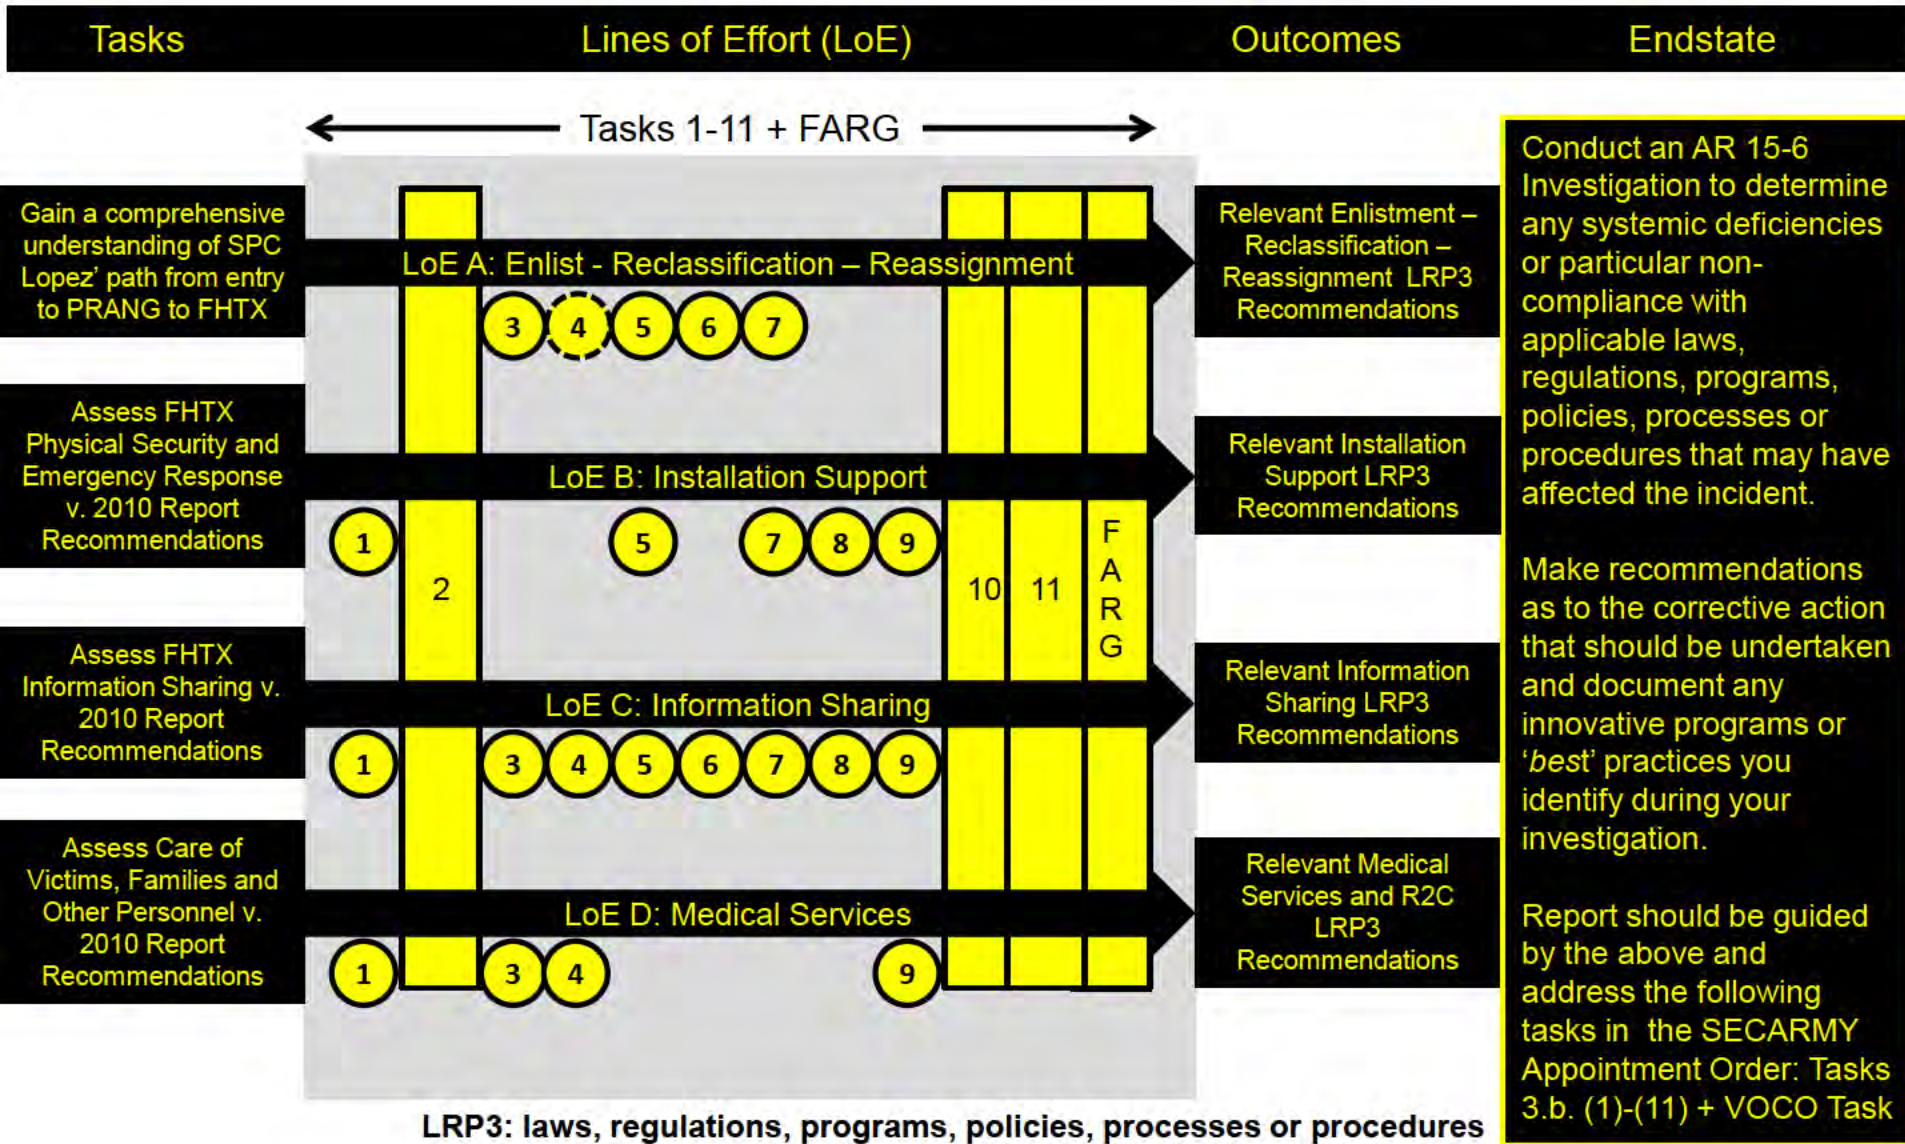 Tasks
Lines of Effort (LoE)
Outcomes
Endstate
Tasks 1-11 + FARG
Gain a comprehensive
understanding of SPC
Lopez’ path from entry
to PRANG to FHTX
LoE A: Enlist - Reclassification – Reassignment
3
4
5
6
7
Relevant Enlistment –
Reclassification –
Reassignment LRP3
Recommendations
Assess FHTX
Physical Security and
Emergency Response
v. 2010 Report
Recommendations
LoE B: Installation Support
1
5
7
8
9
Relevant Installation
Support LRP3
Recommendations
2
10
11
F
A
R
G
Assess FHTX
Information Sharing v.
2010 Report
Recommendations
LoE C: Information Sharing
1
3
4
5
6
7
8
9
Relevant Information
Sharing LRP3
Recommendations
Assess Care of
Victims, Families and
Other Personnel v.
2010 Report
Recommendations
LoE D: Medical Services
1
3
4
9
Relevant Medical
Services and R2C
LRP3
Recommendations
Conduct an AR 15-6
Investigation to determine
any systemic deficiencies
or particular non-
compliance with
applicable laws,
regulations, programs,
policies, processes or
procedures that may have
affected the incident.
Make recommendations
as to the corrective action
that should be undertaken
and document any
innovative programs or
‘best’ practices you
identify during your
investigation.
Report should be guided
by the above and
address the following
tasks in the SECARMY
Appointment Order: Tasks
3.b. (1)-(11) + VOCO Task
LRP3: laws, regulations, programs, policies, processes or procedures